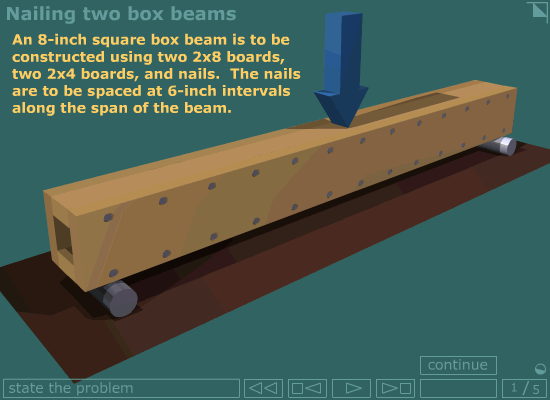 Nailing two box beams
An 8-inch square box beam is to be
constructed using two 2x8 boards,
two 2x4 boards, and nails.  The nails
are to be spaced at 6-inch intervals
along the span of the beam.
continue
state the problem
1 / 5